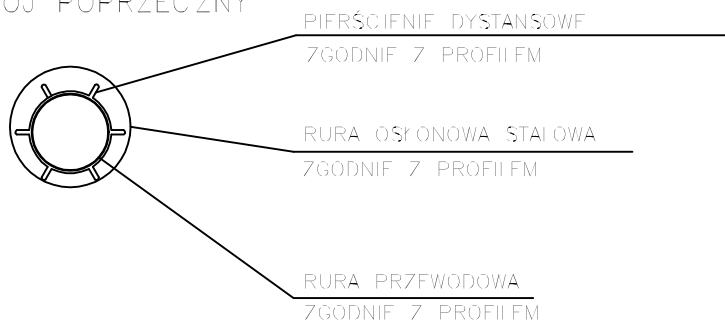 POPRZECZNY
PIERŚCIENIE DYSTANSOWE
ZGODNIE Z PROFILEM
RURA OSŁONOWA STALOWA
ZGODNIE Z PROFILEM
RURA PRZEWODOWA
ZGODNIE Z PROFILEM